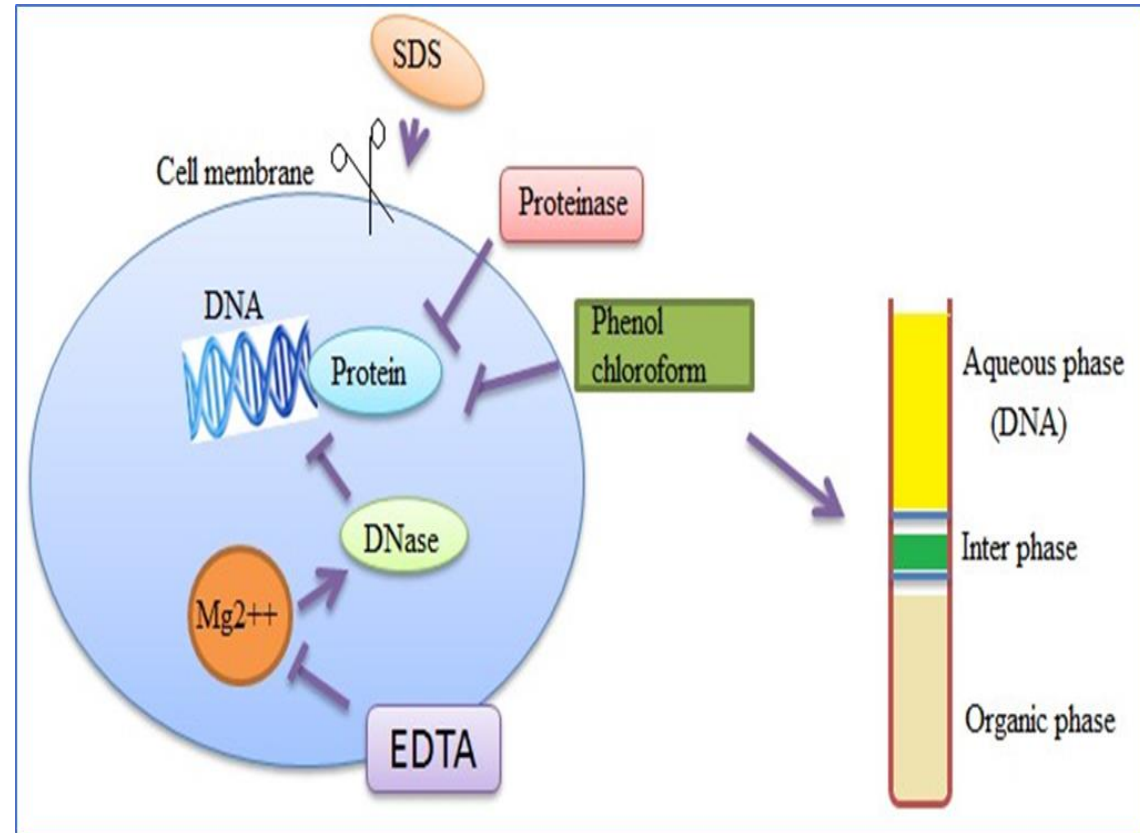 SDS
Cell membrane
Proteinase
DNA
Phenol
chloroform
Protein
Aqueous phase
(DNA)
DNase
Inter phase
Mg2++
Organic phase
EDTA